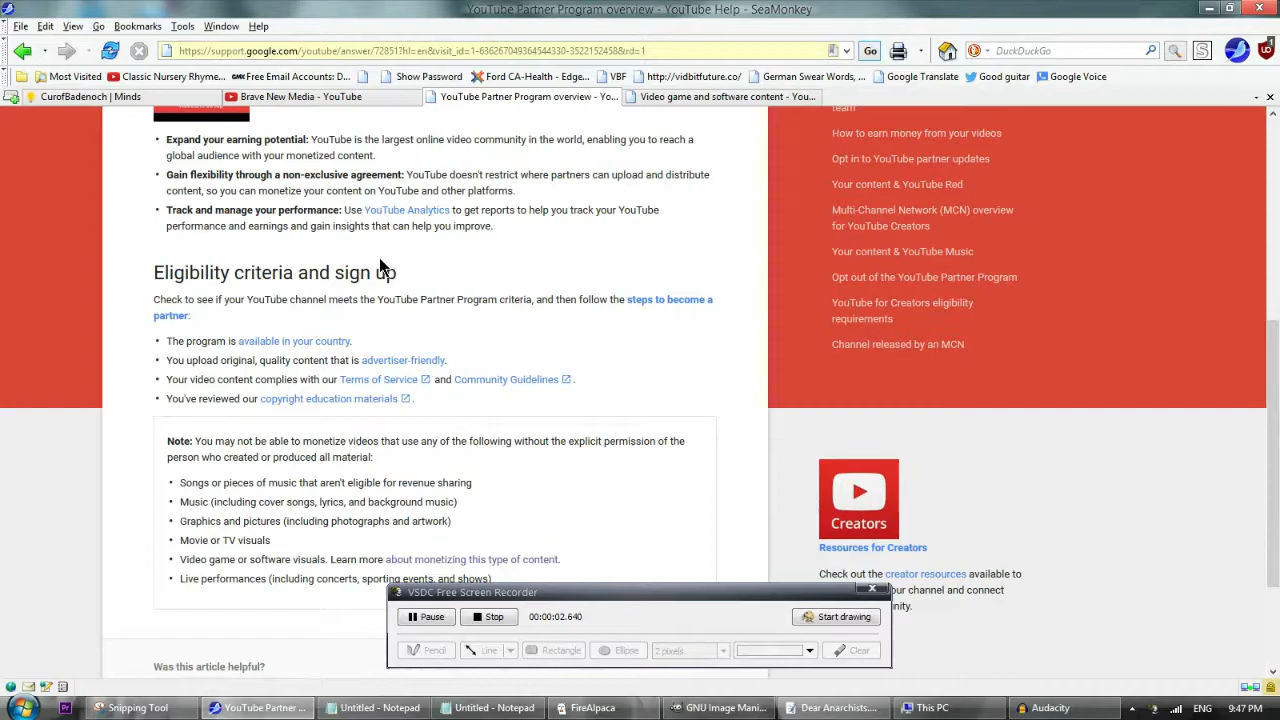 YouTube Partner Program overview - YouTube Help - SeaMonkey
File Edit View Go Bookmarks Tools Window Help
https://support.google.com/youtube/answer/72851?hl=en&visit_id=1-636267049364544330-3522152458&rd=1
Go
DuckDuckGo
Most Visited Classic Nursery Rhyme... Free Email Accounts: D... Show Password Ford CA-Health - Edge... VBF http://vidbitfuture.co/ German Swear Words, ... Google Translate Good guitar Google Voice
CurofBadenoch | Minds Brave New Media - YouTube YouTube Partner Program overview - Yo... Video game and software content - You...
Expand your earning potential: YouTube is the largest online video community in the world, enabling you to reach a
global audience with your monetized content.
Gain flexibility through a non-exclusive agreement: YouTube doesn't restrict where partners can upload and distribute
content, so you can monetize your content on YouTube and other platforms.
Track and manage your performance: Use YouTube Analytics to get reports to help you track your YouTube
performance and earnings and gain insights that can help you improve.
Eligibility criteria and sign up
Check to see if your YouTube channel meets the YouTube Partner Program criteria, and then follow the steps to become a
partner:
The program is available in your country.
You upload original, quality content that is advertiser-friendly.
Your video content complies with our Terms of Service and Community Guidelines .
You've reviewed our copyright education materials .
Note: You may not be able to monetize videos that use any of the following without the explicit permission of the
person who created or produced all material:
Songs or pieces of music that aren't eligible for revenue sharing
Music (including cover songs, lyrics, and background music)
Graphics and pictures (including photographs and artwork)
Movie or TV visuals
Video game or software visuals. Learn more about monetizing this type of content.
Live performances (including concerts, sporting events, and shows)
Was this article helpful?
team
How to earn money from your videos
Opt in to YouTube partner updates
Your content & YouTube Red
Multi-Channel Network (MCN) overview
for YouTube Creators
Your content & YouTube Music
Opt out of the YouTube Partner Program
YouTube for Creators eligibility
requirements
Channel released by an MCN
Creators
Resources for Creators
Check out the creator resources available to
our channel and connect
nity.
VSDC Free Screen Recorder
Pause Stop 00:00:02.640 Start drawing
Pencil Line Rectangle Ellipse 2 pixels Clear
Snipping Tool YouTube Partner ... Untitled - Notepad Untitled - Notepad FireAlpaca GNU Image Mani... Dear Anarchists.... This PC Audacity ENG 9:47 PM